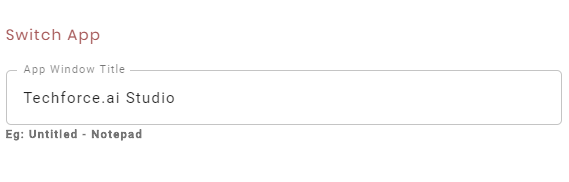 Switch App
App Window Title
Techforce.ai Studio
Eg: Untitled - Notepad